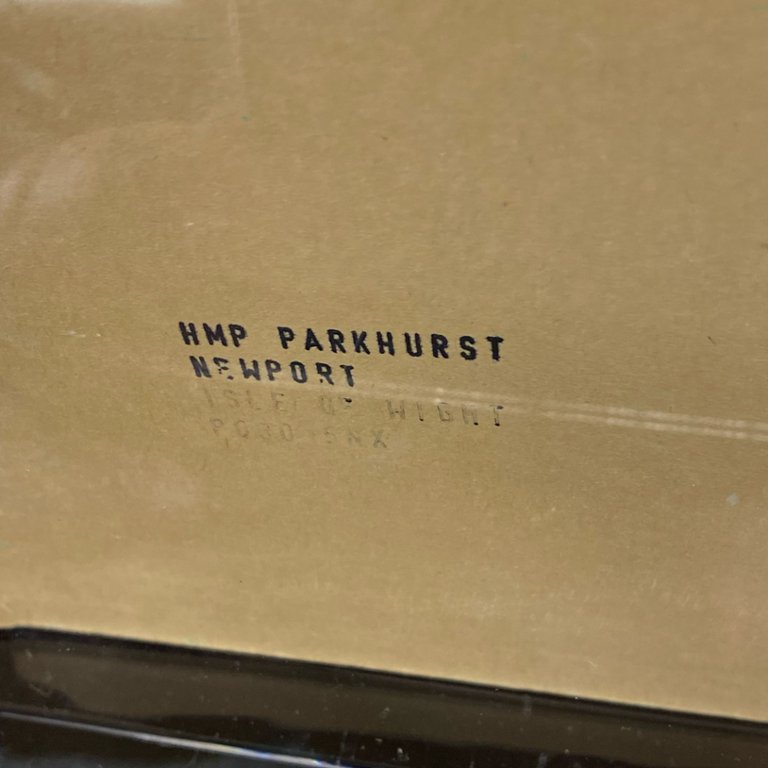 HMP PARKHURST
NEWPORT
ISLE OF WIGHT
PO30 5NX